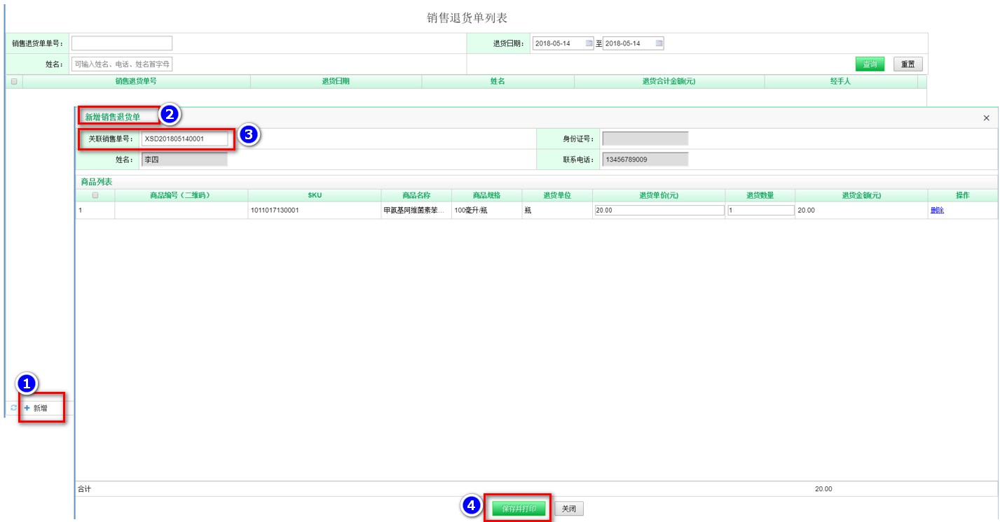 销售退货单列表
销售退货单单号： 退货日期： 2018-05-14 至 2018-05-14
姓名： 可输入姓名、电话、姓名首字母 查询 重置
销售退货单号 退货日期 姓名 退货合计金额(元) 经手人
新增销售退货单 2 ×
关联销售单号： XSD201805140001 3 身份证号：
姓名： 李四 联系电话： 13456789009
商品列表
商品编号（二维码） SKU 商品名称 商品规格 退货单位 退货单价(元) 退货数量 退货金额(元) 操作
1 1011017130001 甲氨基阿维菌素苯... 100毫升/瓶 瓶 20.00 1 20.00 删除
1
新增
合计 20.00
4 保存并打印 关闭